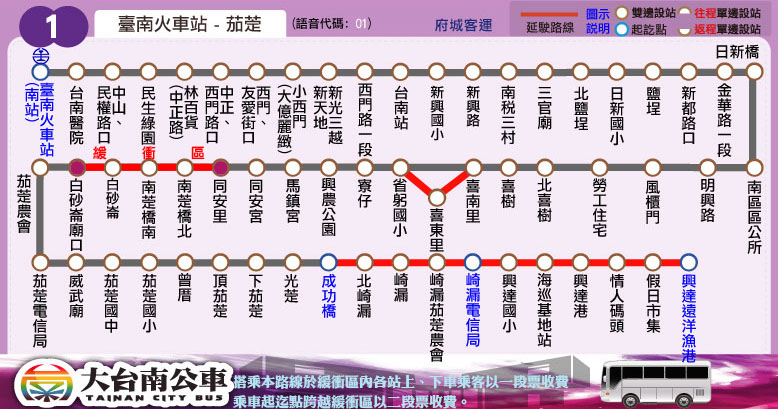 1
臺南火車站 - 茄萣
(語音代碼：01)
府城客運
延駛路線
圖示說明
雙邊設站
起訖點
往程單邊設站
返程單邊設站
日新橋
臺南火車站(南站)
台南醫院
中山、民權路口
民生綠園
林百貨(中正路)
中正、西門路口
西門、友愛街口
小西門(大億麗緻)
新光三越新天地
西門路一段
台南站
新興國小
新興路
南稅三村
三官廟
北鹽埕
日新國小
鹽埕
新都路口
金華路一段
緩衝區
茄萣農會
白砂崙廟口
白砂崙
南萣橋南
南萣橋北
同安里
同安宮
馬鎮宮
興農公園
寮仔
省躬國小
喜東里
喜南里
喜樹
北喜樹
勞工住宅
風櫃門
明興路
南區區公所
茄萣電信局
威武廟
茄萣國中
茄萣國小
曾厝
頂茄萣
下茄萣
光萣
成功橋
北崎漏
崎漏
崎漏茄萣農會
崎漏電信局
興達國小
海巡基地站
興達港
情人碼頭
假日市集
興達遠洋漁港
大台南公車
TAINAN CITY BUS
搭乘本路線於緩衝區內各站上、下車乘客以一段票收費
乘車起迄點跨越緩衝區以二段票收費。